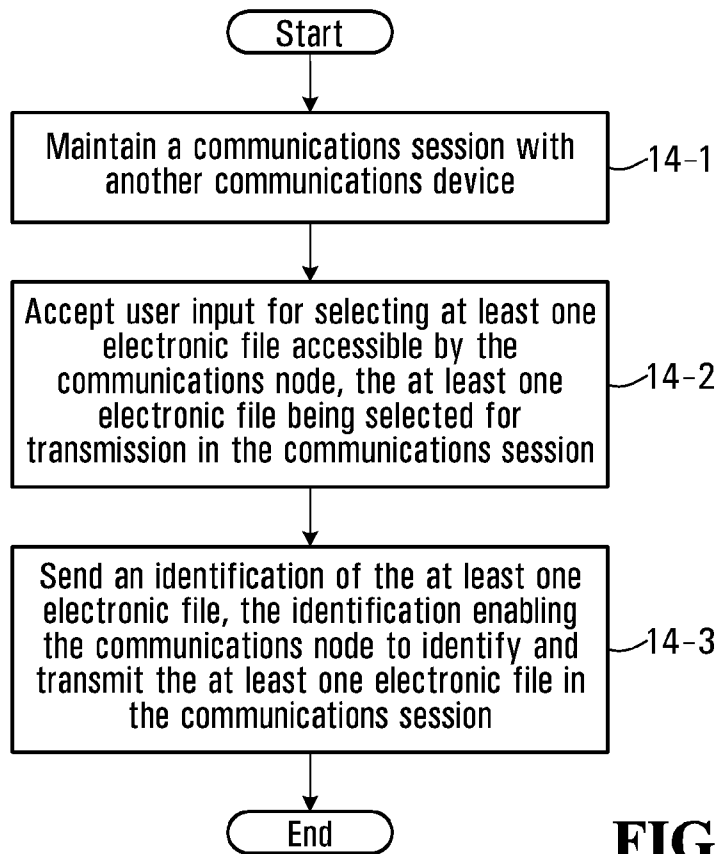 Start
Maintain a communications session with
another communications device
14-1
Accept user input for selecting at least one
electronic file accessible by the
communications node, the at least one
electronic file being selected for
transmission in the communications session
14-2
Send an identification of the at least one
electronic file, the identification enabling
the communications node to identify and
transmit the at least one electronic file in
the communications session
14-3
End
FIG